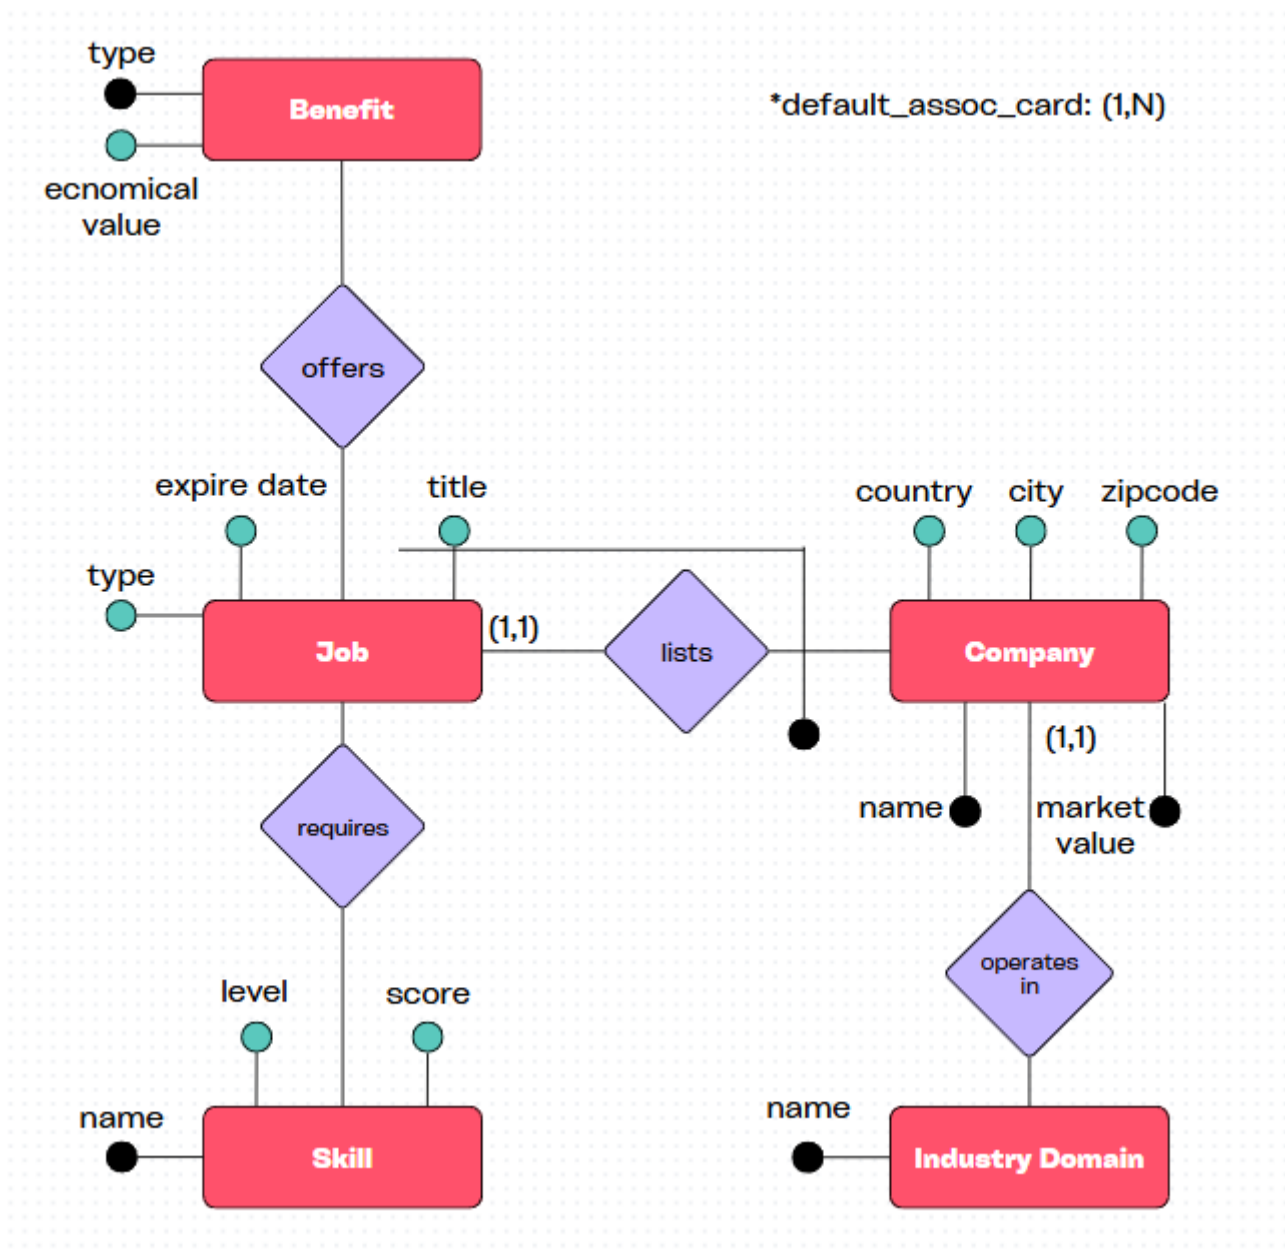 type
Benefit
*default_assoc_card: (1,N)
ecnomical
value
offers
expire date
title
country
city
zipcode
type
(1,1)
Job
lists
Company
(1,1)
name
market
value
requires
operates
in
level
score
name
name
Skill
Industry Domain